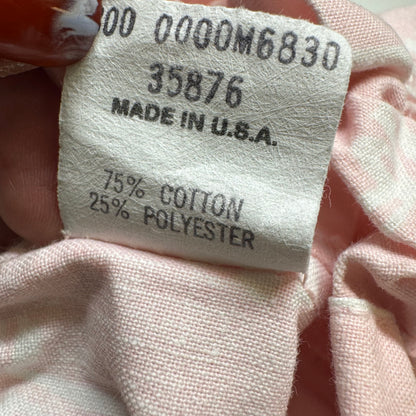 00 0000M6830
35876
MADE IN U.S.A.
75% COTTON
25% POLYESTER